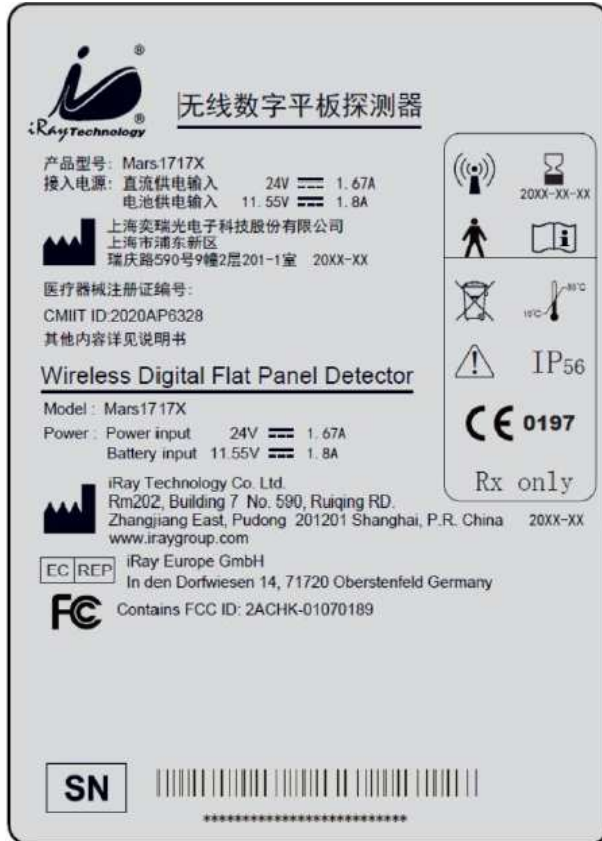 iRay Technology
®
®
无线数字平板探测器
产品型号: Mars1717X
接入电源: 直流供电输入 24V 1.67A
电池供电输入 11.55V 1.8A
上海奕瑞光电子科技股份有限公司
上海市浦东新区
瑞庆路590号9幢2层201-1室 20XX-XX
医疗器械注册证编号:
CMIIT ID:2020AP6328
其他内容详见说明书
20XX-XX-XX
i
IP56
CE 0197
Rx only
Wireless Digital Flat Panel Detector
Model : Mars1717X
Power : Power input 24V 1.67A
Battery input 11.55V 1.8A
iRay Technology Co. Ltd.
Rm202, Building 7 No. 590, Ruiqing RD.
Zhangjiang East, Pudong 201201 Shanghai, P.R. China 20XX-XX
www.iraygroup.com
EC REP
iRay Europe GmbH
In den Dorfwiesen 14, 71720 Oberstenfeld Germany
FC Contains FCC ID: 2ACHK-01070189
SN
**************************